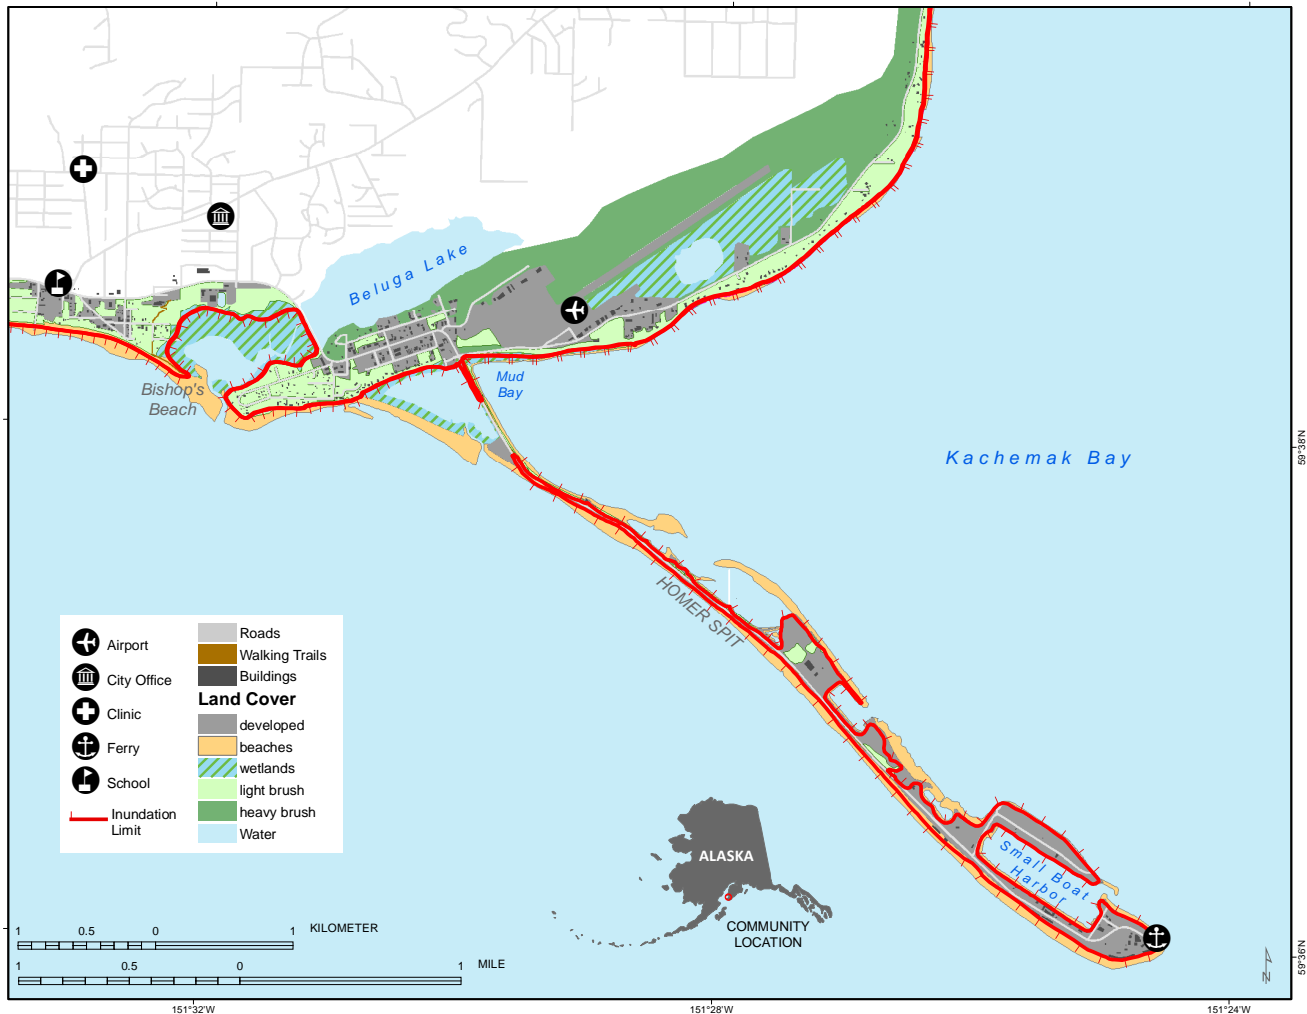 Beluga Lake
Bishop's
Beach
Mud
Bay
Kachemak Bay
59°38'N
HOMER SPIT
Airport
City Office
Clinic
Ferry
School
Inundation
Limit
Roads
Walking Trails
Buildings
Land Cover
developed
beaches
wetlands
light brush
heavy brush
Water
ALASKA
COMMUNITY
LOCATION
Small Boat
Harbor
1 0.5 0 1 KILOMETER
1 0.5 0 1 MILE
N
59°36'N
151°32'W
151°28'W
151°24'W